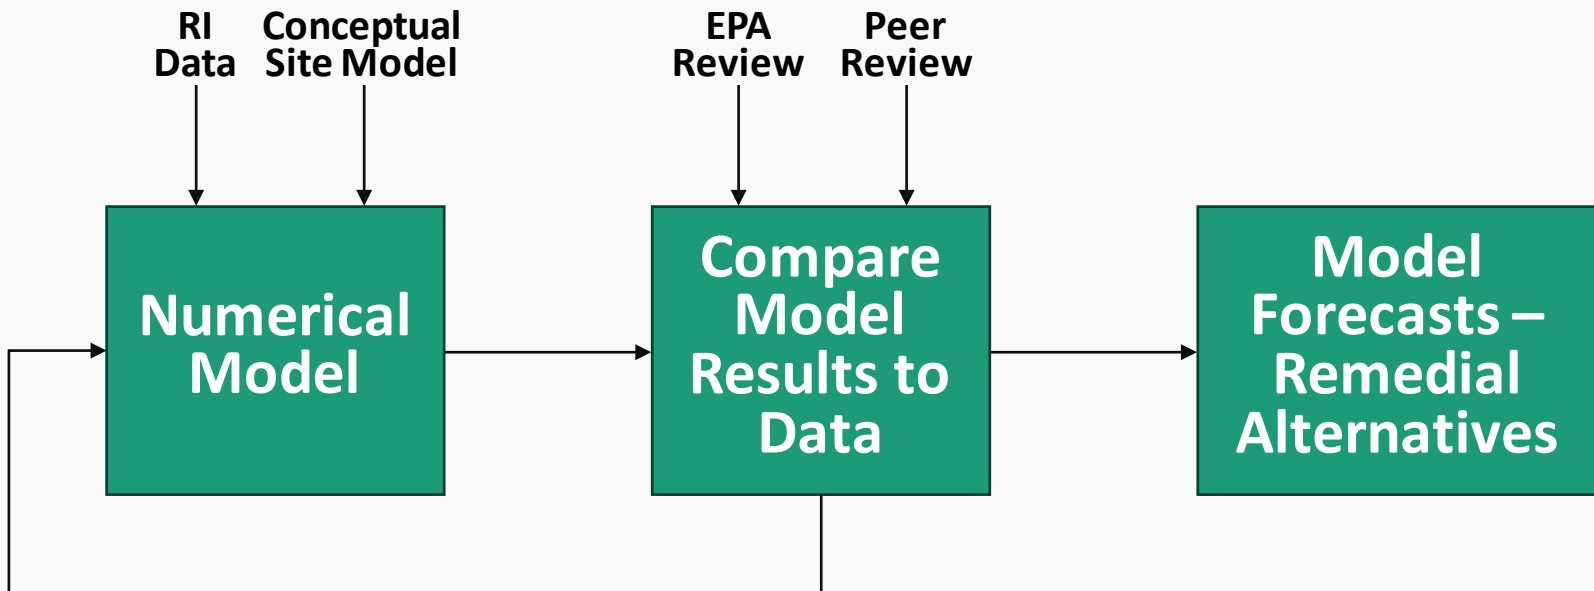 RI
Data
Conceptual
Site Model
EPA
Review
Peer
Review
Numerical
Model
Compare
Model
Results to
Data
Model
Forecasts –
Remedial
Alternatives